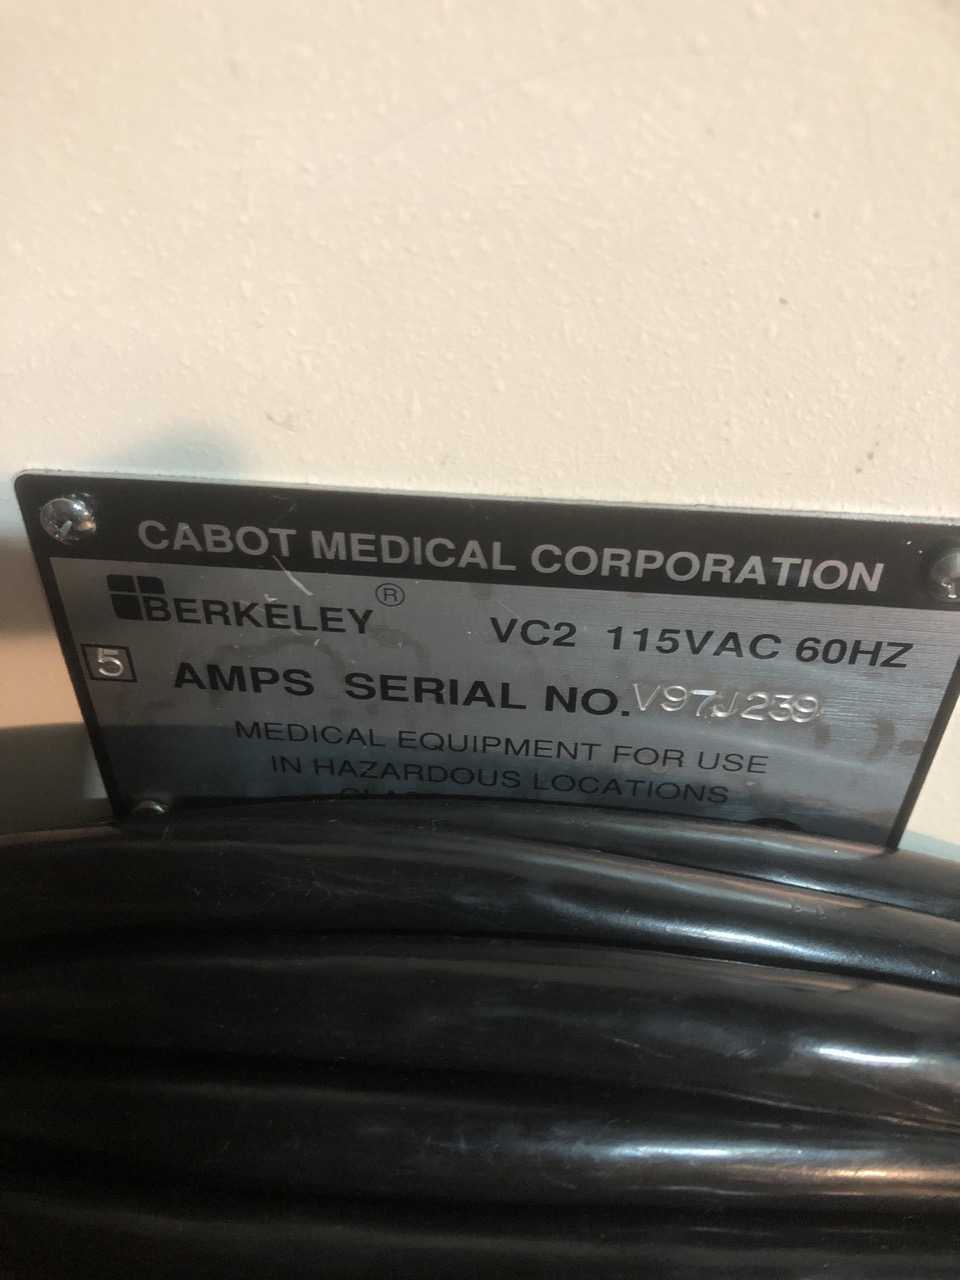 CABOT MEDICAL CORPORATION
BERKELEY® VC2 115VAC 60HZ
5 AMPS SERIAL NO. V97J239
MEDICAL EQUIPMENT FOR USE
IN HAZARDOUS LOCATIONS